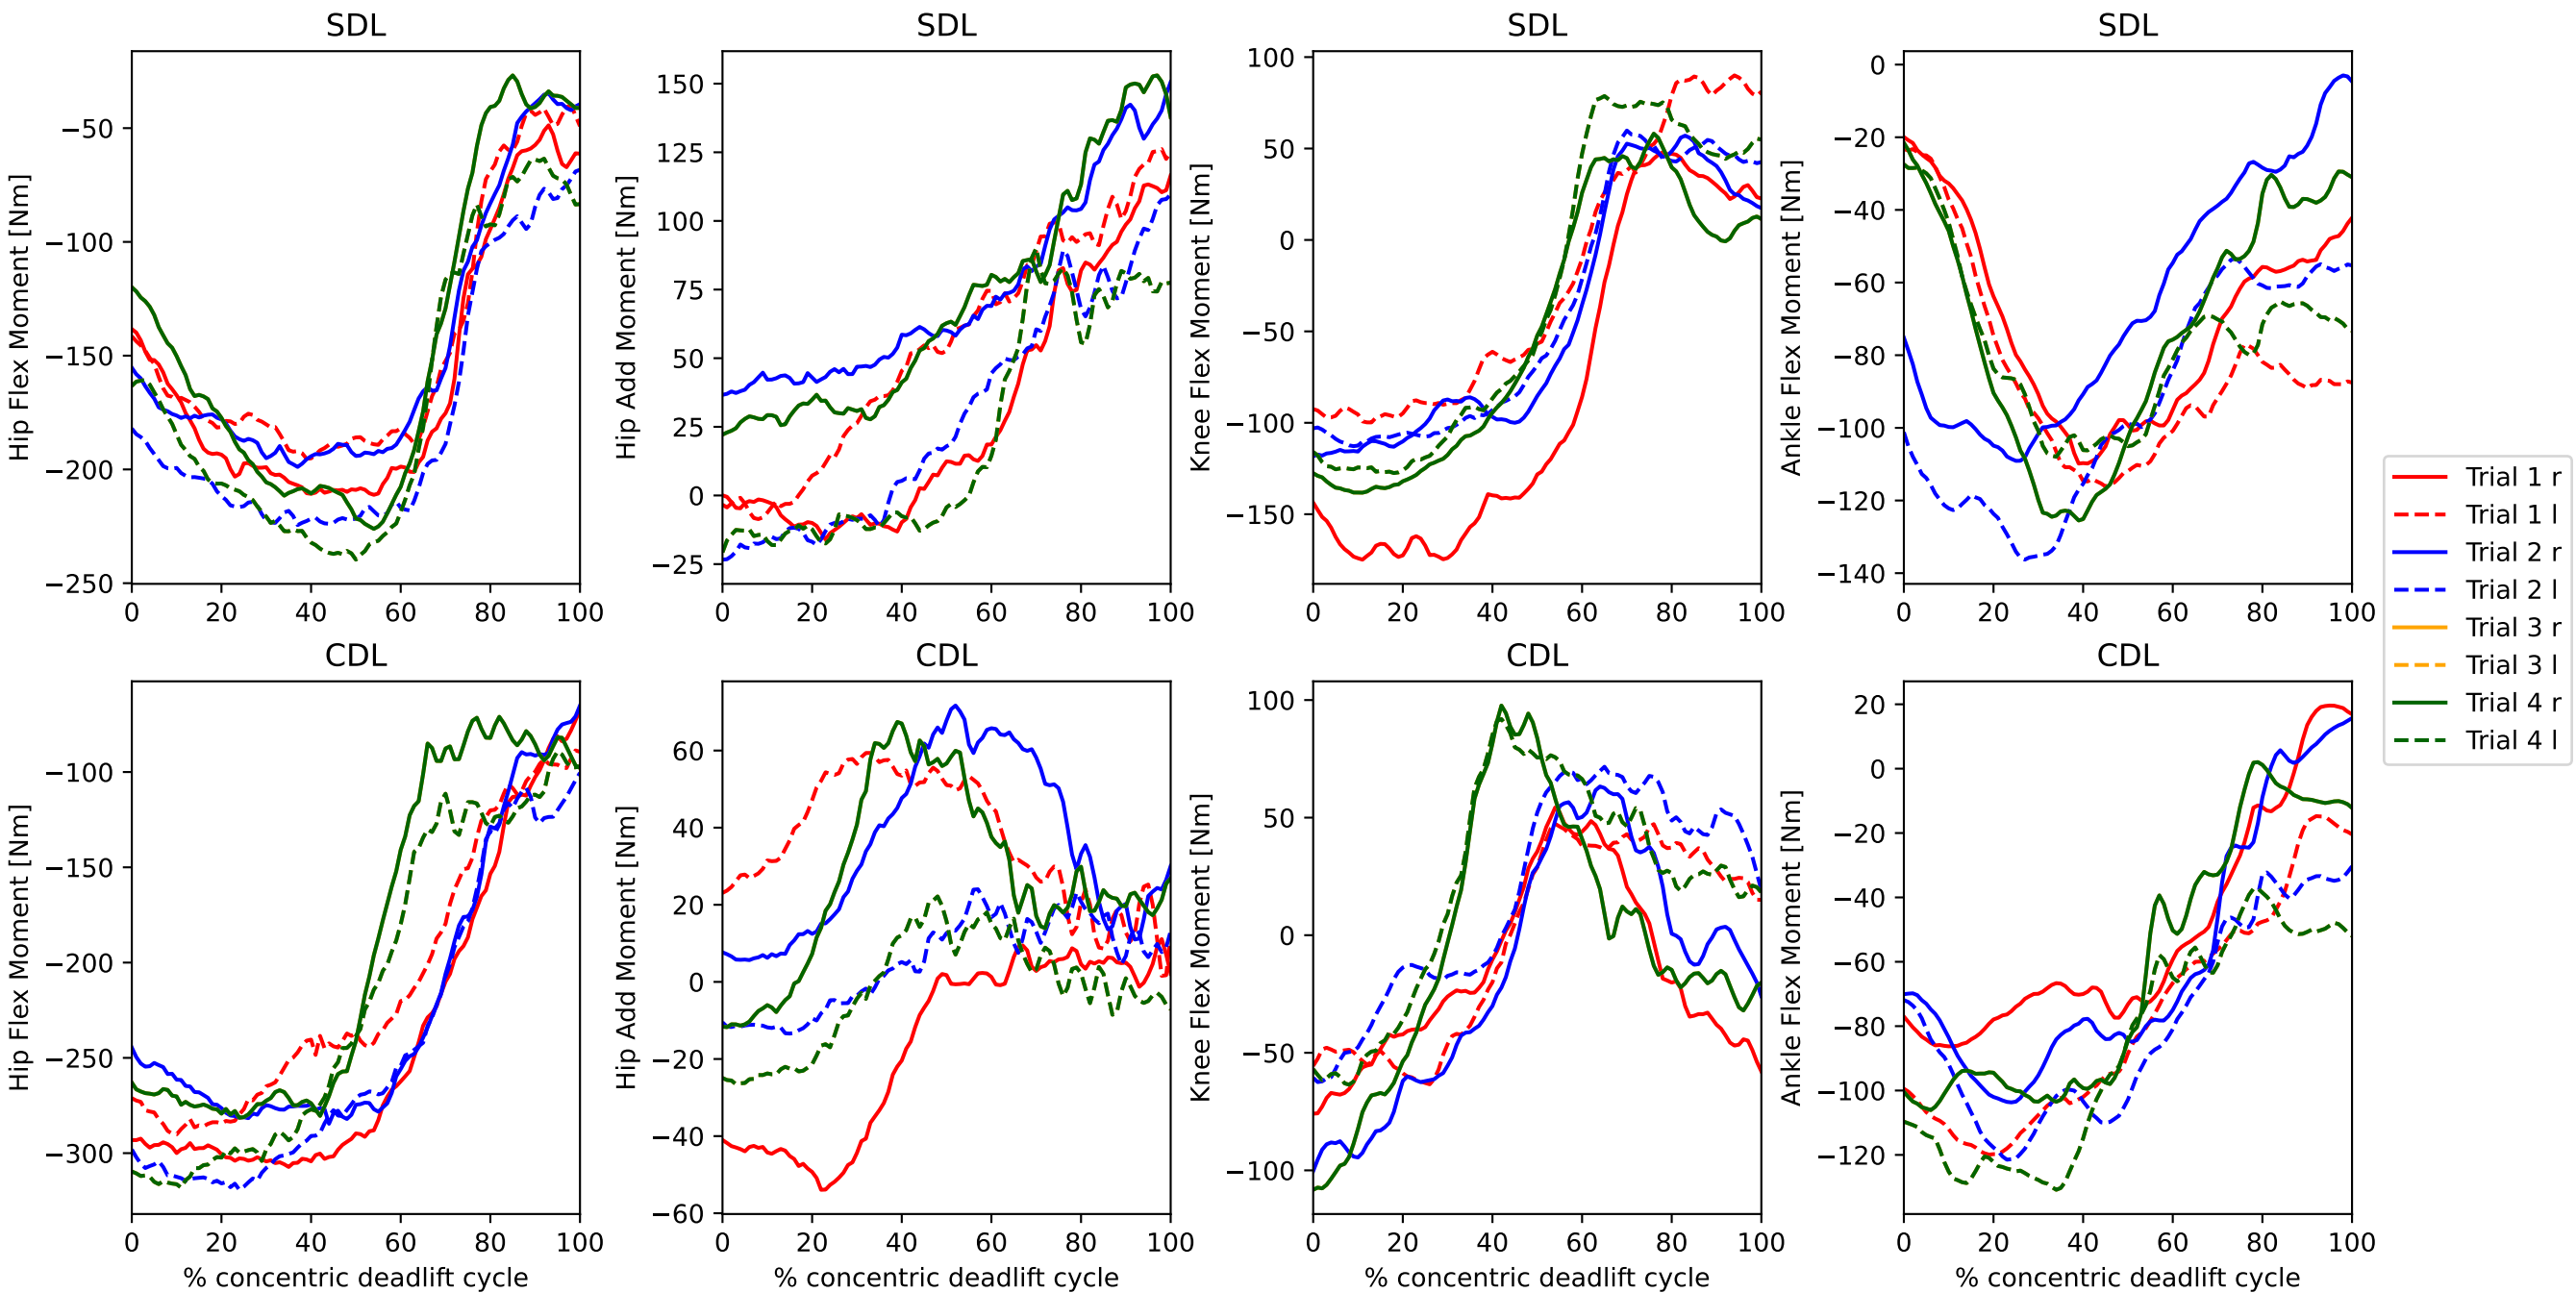 SDL
SDL
SDL
SDL
Hip Flex Moment [Nm]
−50
−100
−150
−200
−250
0 20 40 60 80 100
Hip Add Moment [Nm]
150
125
100
75
50
25
0
−25
0 20 40 60 80 100
Knee Flex Moment [Nm]
100
50
0
−50
−100
−150
0 20 40 60 80 100
Ankle Flex Moment [Nm]
0
−20
−40
−60
−80
−100
−120
−140
0 20 40 60 80 100
Trial 1 r
Trial 1 l
Trial 2 r
Trial 2 l
Trial 3 r
Trial 3 l
Trial 4 r
Trial 4 l
CDL
CDL
CDL
CDL
Hip Flex Moment [Nm]
−100
−150
−200
−250
−300
0 20 40 60 80 100
% concentric deadlift cycle
Hip Add Moment [Nm]
60
40
20
0
−20
−40
−60
0 20 40 60 80 100
% concentric deadlift cycle
Knee Flex Moment [Nm]
100
50
0
−50
−100
0 20 40 60 80 100
% concentric deadlift cycle
Ankle Flex Moment [Nm]
20
0
−20
−40
−60
−80
−100
−120
0 20 40 60 80 100
% concentric deadlift cycle